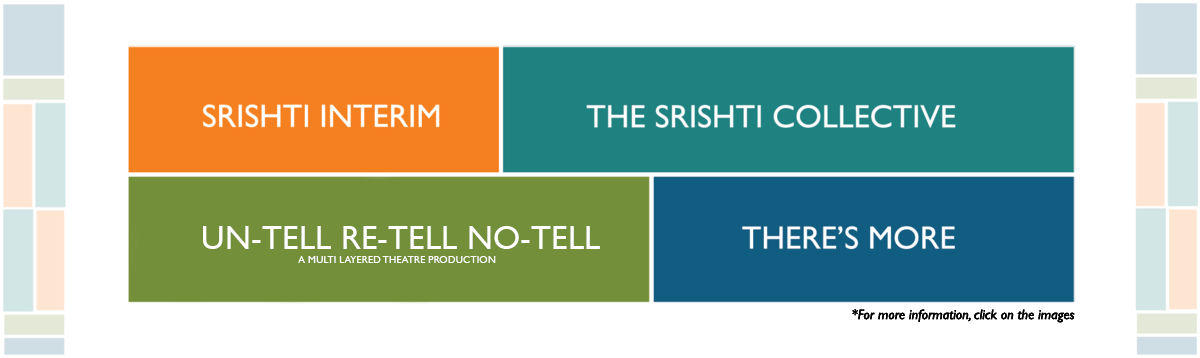 SRISHTI INTERIM
THE SRISHTI COLLECTIVE
UN-TELL RE-TELL NO-TELL
A MULTI LAYERED THEATRE PRODUCTION
THERE'S MORE
*For more information, click on the images